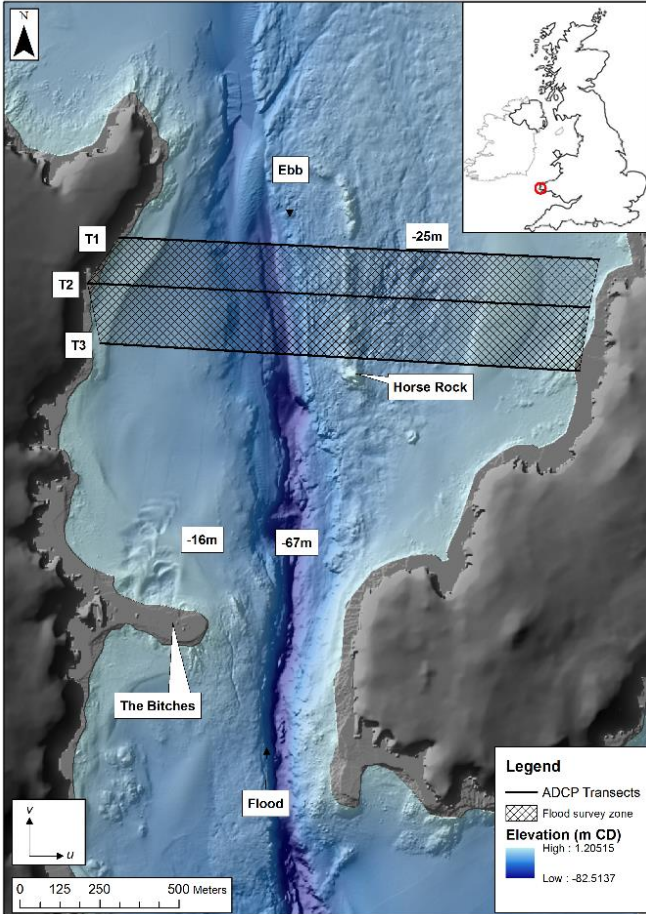 N
Ebb
T1
-25m
T2
T3
Horse Rock
-16m
-67m
The Bitches
Flood
v
u
0 125 250 500 Meters
Legend
ADCP Transects
Flood survey zone
Elevation (m CD)
High : 1.20515
Low : -82.5137